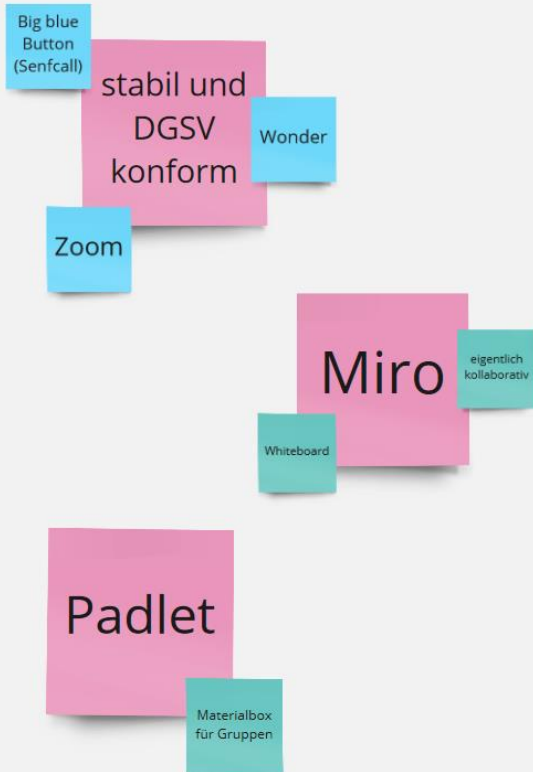 Big blue
Button
(Senfcall)
stabil und
DGSV
konform
Wonder
Zoom
Miro
eigentlich
kollaborativ
Whiteboard
Padlet
Materialbox
für Gruppen